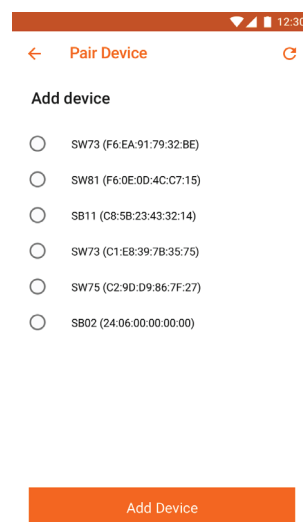 12:30
Pair Device
Add device
SW73 (F6:EA:91:79:32:BE)
SW81 (F6:0E:0D:4C:C7:15)
SB11 (C8:5B:23:43:32:14)
SW73 (C1:E8:39:7B:35:75)
SW75 (C2:9D:D9:86:7F:27)
SB02 (24:06:00:00:00:00)
Add Device